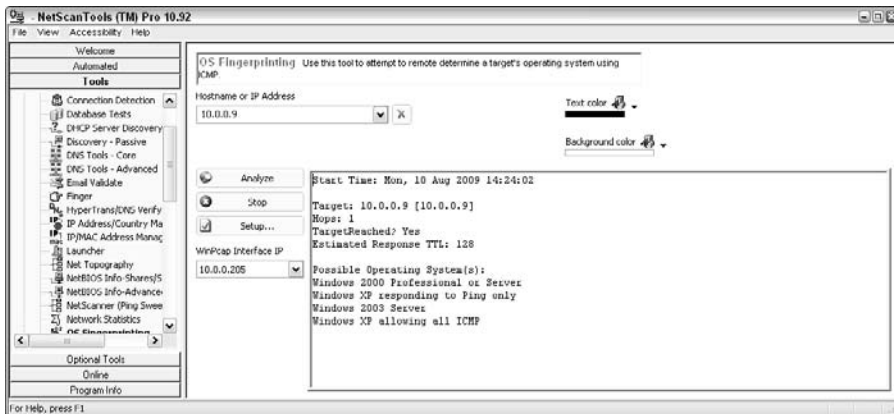 - NetScanTools (TM) Pro 10.92
File View Accessibility Help
Welcome
Automated
Tools
Connection Detection
Database Tests
DHCP Server Discovery
Discovery - Passive
DNS Tools - Core
DNS Tools - Advanced
Email Validate
Finger
HyperTrans/DNS Verify
IP Address/Country Ma
IP/MAC Address Manag
Launcher
Net Topography
NetBIOS Info-Shares/S
NetBIOS Info-Advance
NetScanner (Ping Swee
Network Statistics
OS Fingerprinting
Optional Tools
Online
Program Info
OS Fingerprinting Use this tool to attempt to remote determine a target's operating system using
ICMP.
Hostname or IP Address
10.0.0.9
Text color
Background color
Analyze
Stop
Setup...
WinPcap Interface IP
10.0.0.205
Start Time: Mon, 10 Aug 2009 14:24:02
Target: 10.0.0.9 [10.0.0.9]
Hops: 1
TargetReached? Yes
Estimated Response TTL: 128
Possible Operating System(s):
Windows 2000 Professional or Server
Windows XP responding to Ping only
Windows 2003 Server
Windows XP allowing all ICMP
For Help, press F1